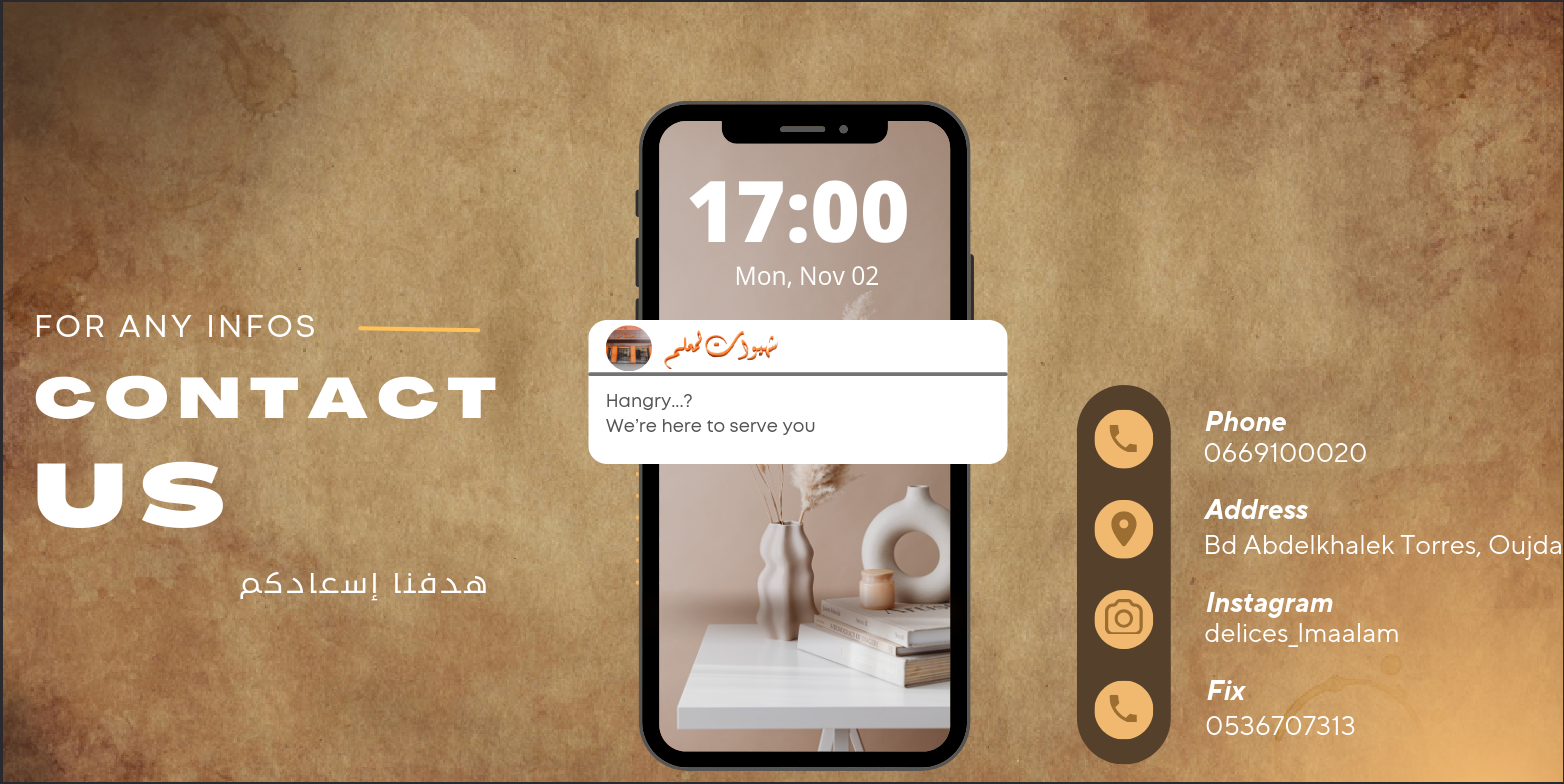 FOR ANY INFOS
CONTACT
US
هدفنا إسعادكم
17:00
Mon, Nov 02
شهيوات لمعلم
Hangry...?
We're here to serve you
Phone
0669100020
Address
Bd Abdelkhalek Torres, Oujda
Instagram
delices_lmaalam
Fix
0536707313